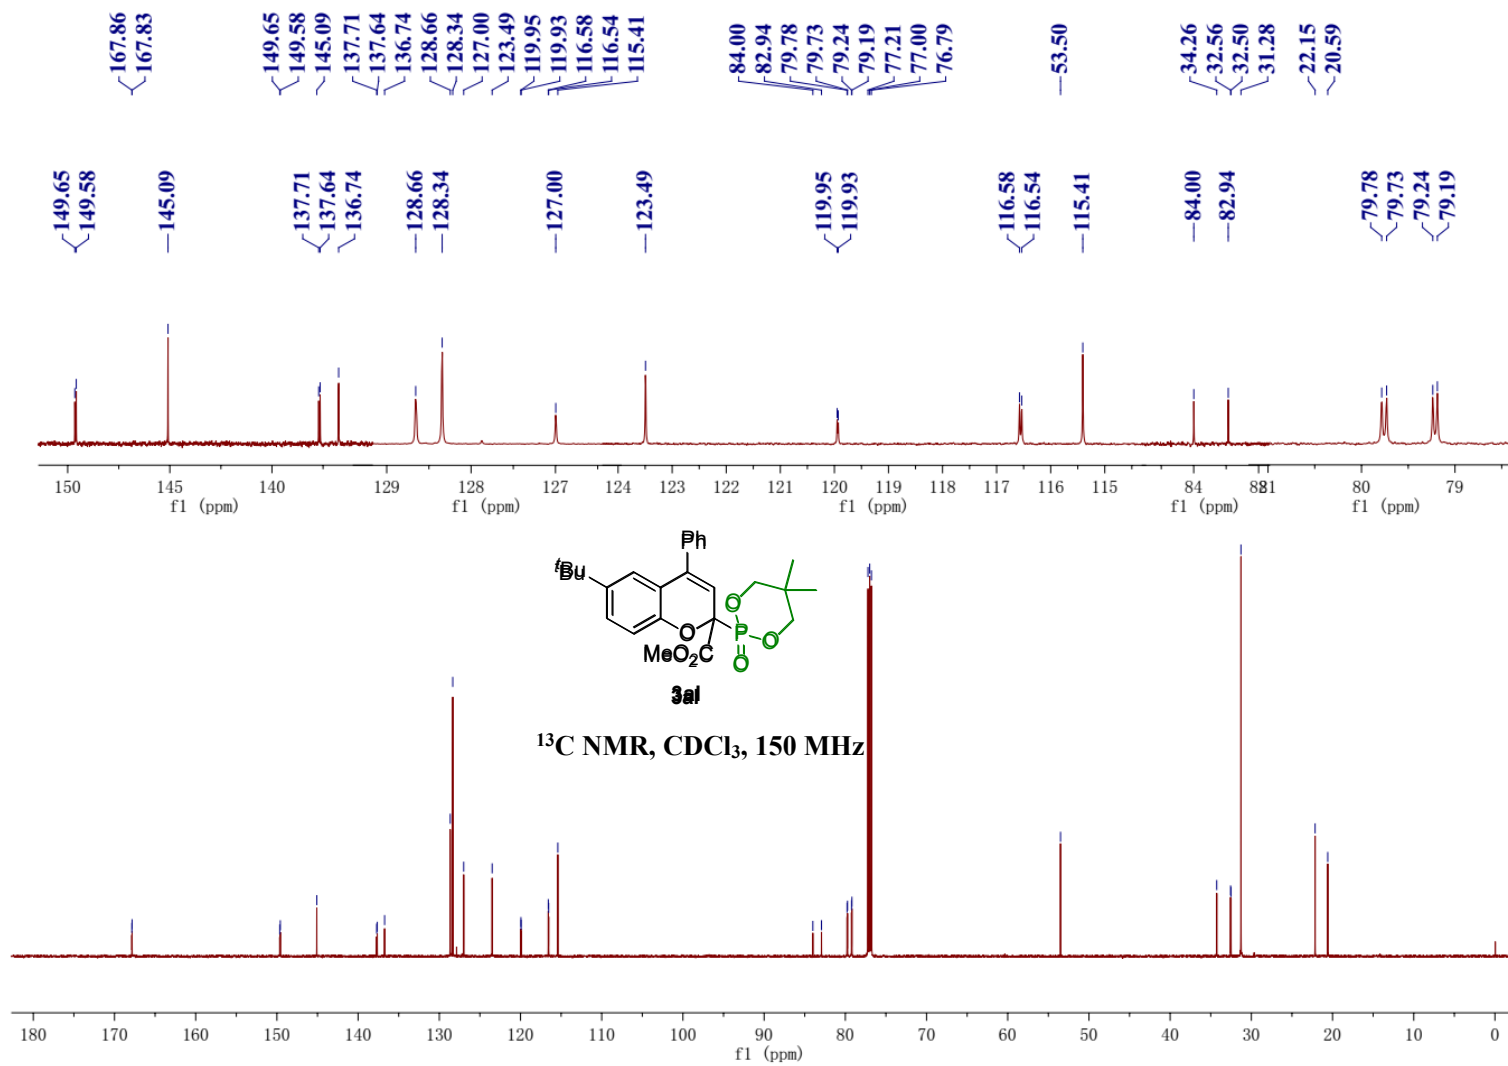 167.86 167.83 149.65 149.58 145.09 137.71 137.64 136.74 128.66 128.34 127.00 123.49 119.95 119.93 116.58 116.54 115.41 84.00 82.94 79.78 79.73 79.24 79.19 77.21 77.00 76.79 53.50 34.26 32.56 32.50 31.28 22.15 20.59
149.65 149.58 145.09 137.71 137.64 136.74 128.66 128.34 127.00 123.49 119.95 119.93 116.58 116.54 115.41 84.00 82.94 79.78 79.73 79.24 79.19
150 145 140 129 128 127 124 123 122 121 120 119 118 117 116 115 84 81 80 79
f1 (ppm) f1 (ppm) f1 (ppm) f1 (ppm) f1 (ppm)
Ph
tBu
O
O P O
MeO2C O
3al
13C NMR, CDCl3, 150 MHz
180 170 160 150 140 130 120 110 100 90 80 70 60 50 40 30 20 10 0
f1 (ppm)